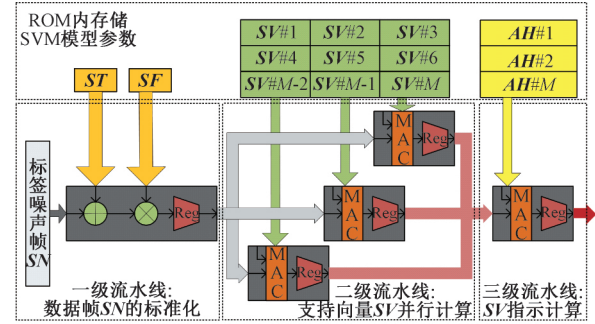 ROM内存储
SVM模型参数
ST
SF
SV#1
SV#2
SV#3
SV#4
SV#5
SV#6
SV#M-2
SV#M-1
SV#M
AH#1
AH#2
AH#M
标签噪声帧SN
Reg
MAC
Reg
MAC
Reg
MAC
Reg
MAC
Reg
一级流水线:
数据帧SN的标准化
二级流水线:
支持向量SV并行计算
三级流水线:
SV指示计算